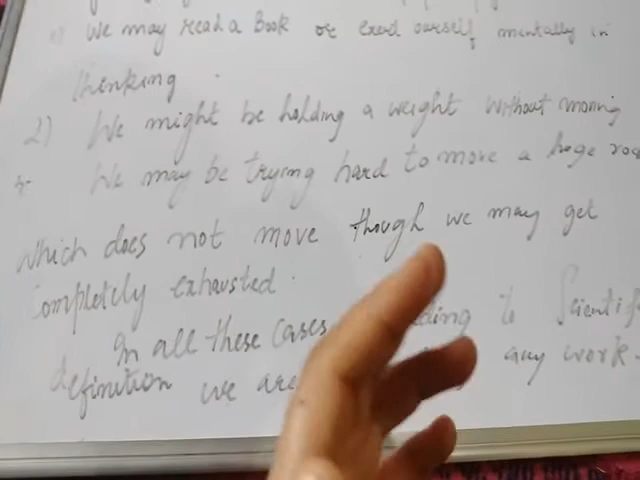 We may read a Book or exert ourself mentally in
thinking.
2) We might be holding a weight without moving
We may be trying hard to move a huge
which does not move though we may get
completely exhausted.
In all these cases to
definition we are any work.